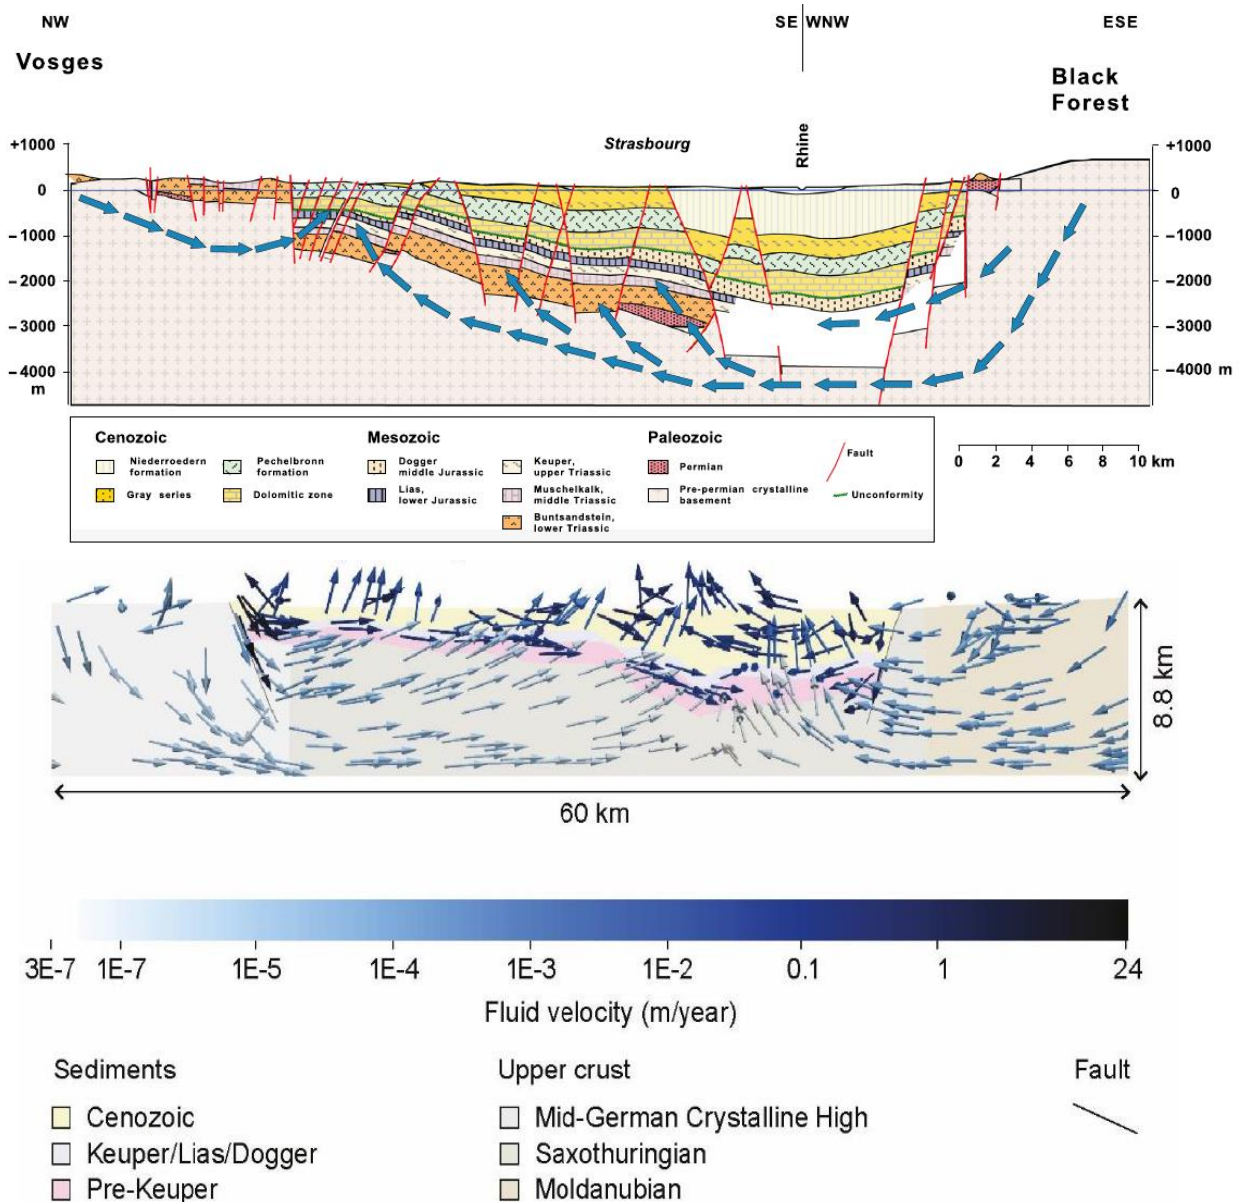 NW
SE WNW
ESE
Vosges
Black
Forest
Strasbourg
Rhine
+1000
0
−1000
−2000
−3000
−4000
m
+1000
0
−1000
−2000
−3000
−4000 m
Cenozoic
Mesozoic
Paleozoic
Niederroedern
formation
Pechelbronn
formation
Dogger
middle Jurassic
Keuper,
upper Triassic
Permian
Fault
Gray series
Dolomitic zone
Lias,
lower Jurassic
Muschelkalk,
middle Triassic
Pre-permian crystalline
basement
Unconformity
Buntsandstein,
lower Triassic
0 2 4 6 8 10 km
8.8 km
60 km
3E-7 1E-7 1E-5 1E-4 1E-3 1E-2 0.1 1 24
Fluid velocity (m/year)
Sediments
Upper crust
Fault
Cenozoic
Mid-German Crystalline High
Keuper/Lias/Dogger
Saxothuringian
Pre-Keuper
Moldanubian